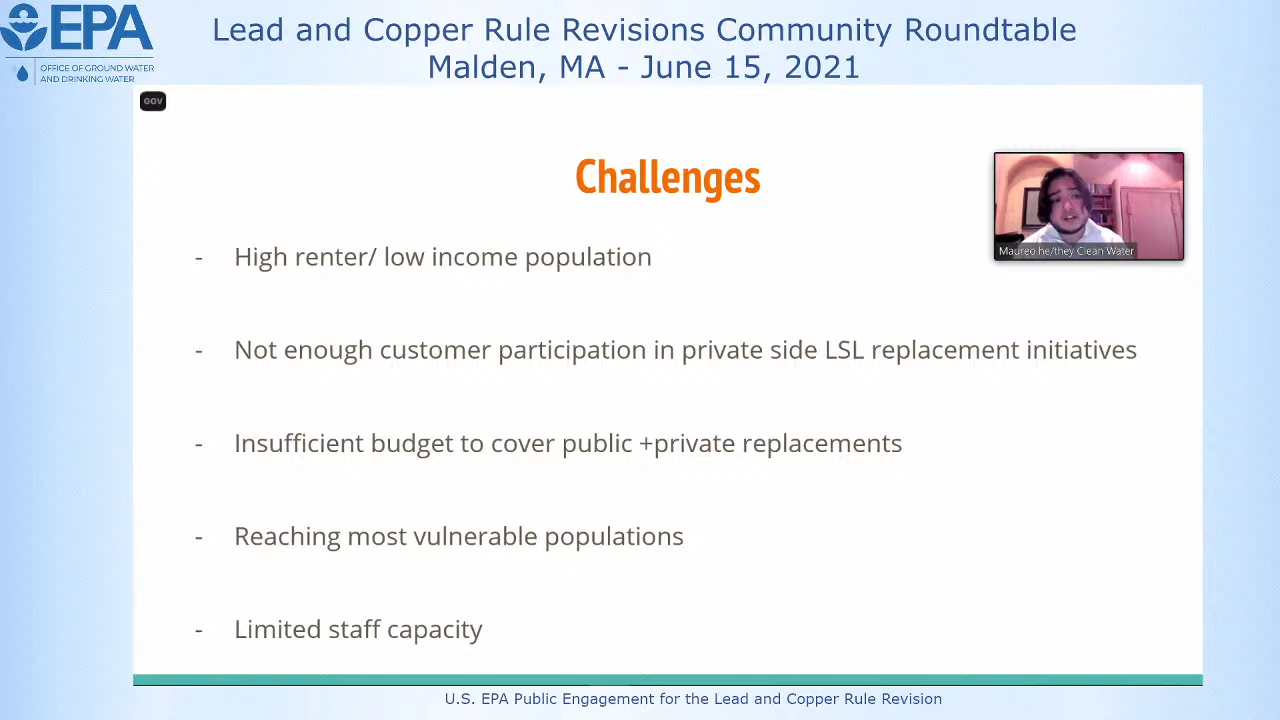 EPA
OFFICE OF GROUND WATER
AND DRINKING WATER
Lead and Copper Rule Revisions Community Roundtable
Malden, MA - June 15, 2021
GOV
Challenges
Maureo he/they Clean Water
- High renter/ low income population
- Not enough customer participation in private side LSL replacement initiatives
- Insufficient budget to cover public +private replacements
- Reaching most vulnerable populations
- Limited staff capacity
U.S. EPA Public Engagement for the Lead and Copper Rule Revision